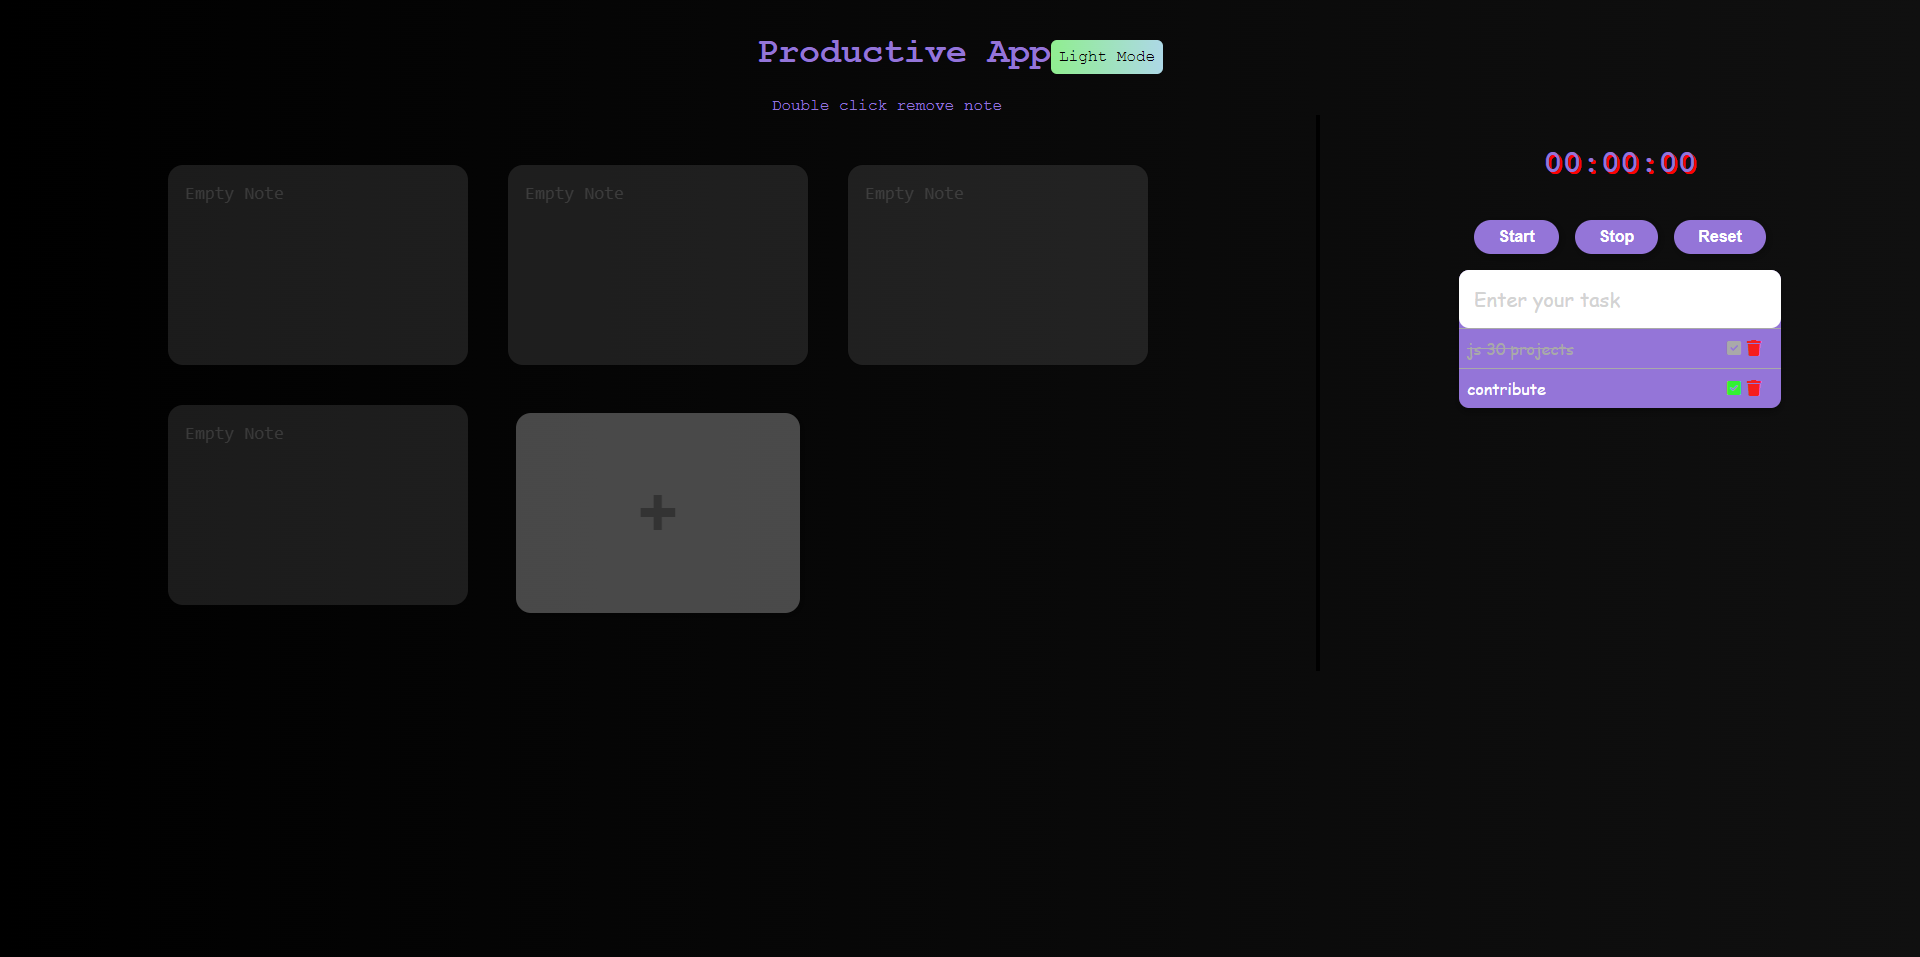 Productive App
Light Mode
Double click remove note
Empty Note
Empty Note
Empty Note
Empty Note
00:00:00
Start
Stop
Reset
Enter your task
js 30 projects
contribute